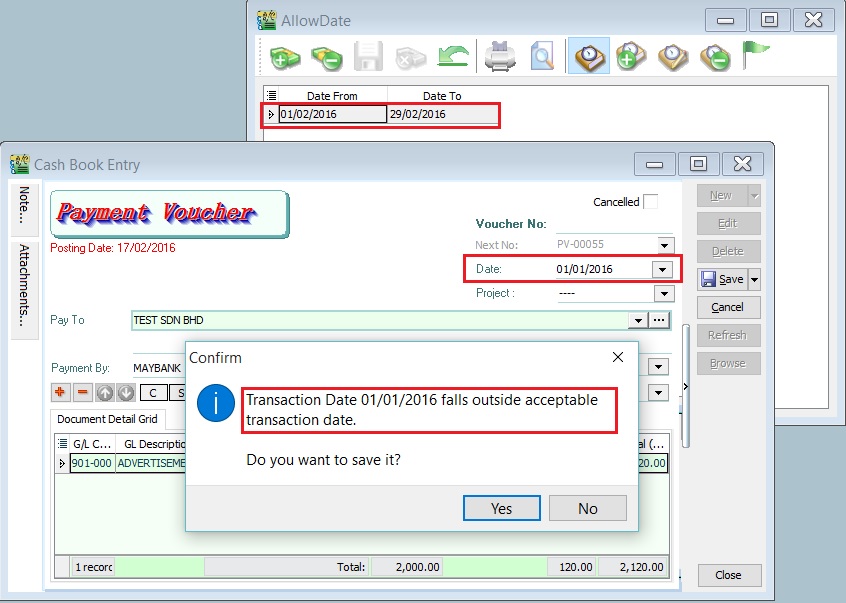 AllowDate
Date From Date To
01/02/2016 29/02/2016
Cash Book Entry
Note...
Attachments...
Payment Voucher
Cancelled
Posting Date: 17/02/2016
Voucher No:
Next No: PV-00055
Date: 01/01/2016
Project : ----
Pay To TEST SDN BHD
Payment By: MAYBANK
C S
Document Detail Grid
G/L C... GL Descriptio
901-000 ADVERTISEME
al (...
20.00
1 record
Total: 2,000.00 120.00 2,120.00
New
Edit
Delete
Save
Cancel
Refresh
Browse
Close
Confirm
Transaction Date 01/01/2016 falls outside acceptable
transaction date.
Do you want to save it?
Yes No